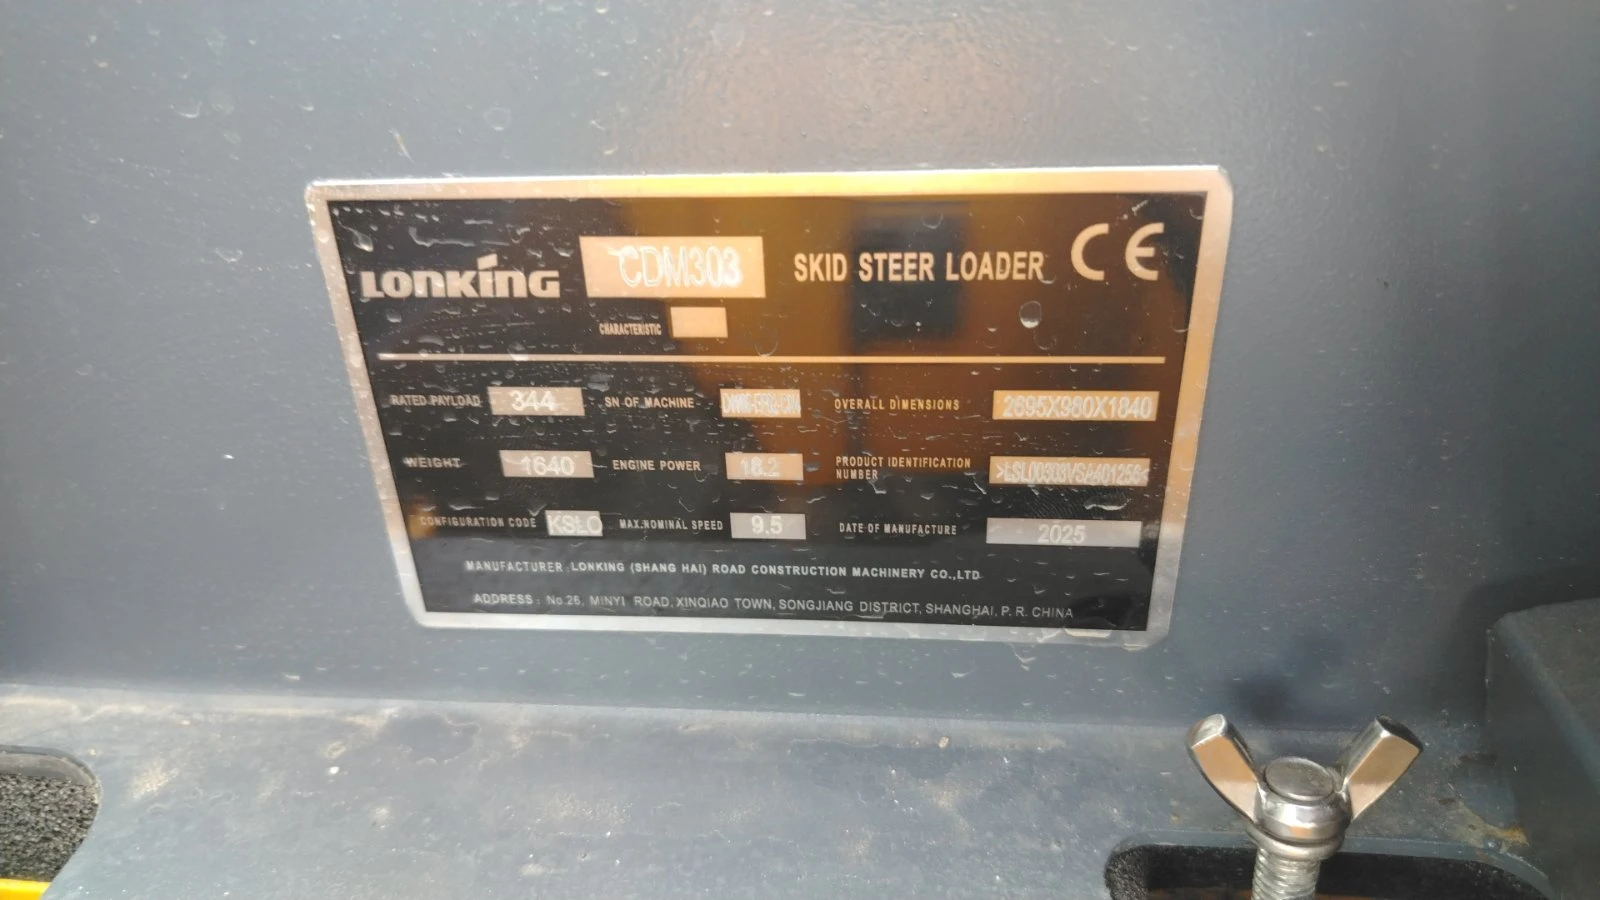 LONKING CDM303 SKID STEER LOADER CE
CHARACTERISTIC
RATED PAYLOAD 344 SN OF MACHINE OVERALL DIMENSIONS 2695X980X1840
WEIGHT 1640 ENGINE POWER 18.2 PRODUCT IDENTIFICATION NUMBER
CONFIGURATION CODE KSLO MAX.NOMINAL SPEED 9.5 DATE OF MANUFACTURE 2025
MANUFACTURER:LONKING (SHANG HAI) ROAD CONSTRUCTION MACHINERY CO.,LTD
ADDRESS: No.26, MINYI ROAD,XINQIAO TOWN, SONGJIANG DISTRICT, SHANGHAI, P. R. CHINA